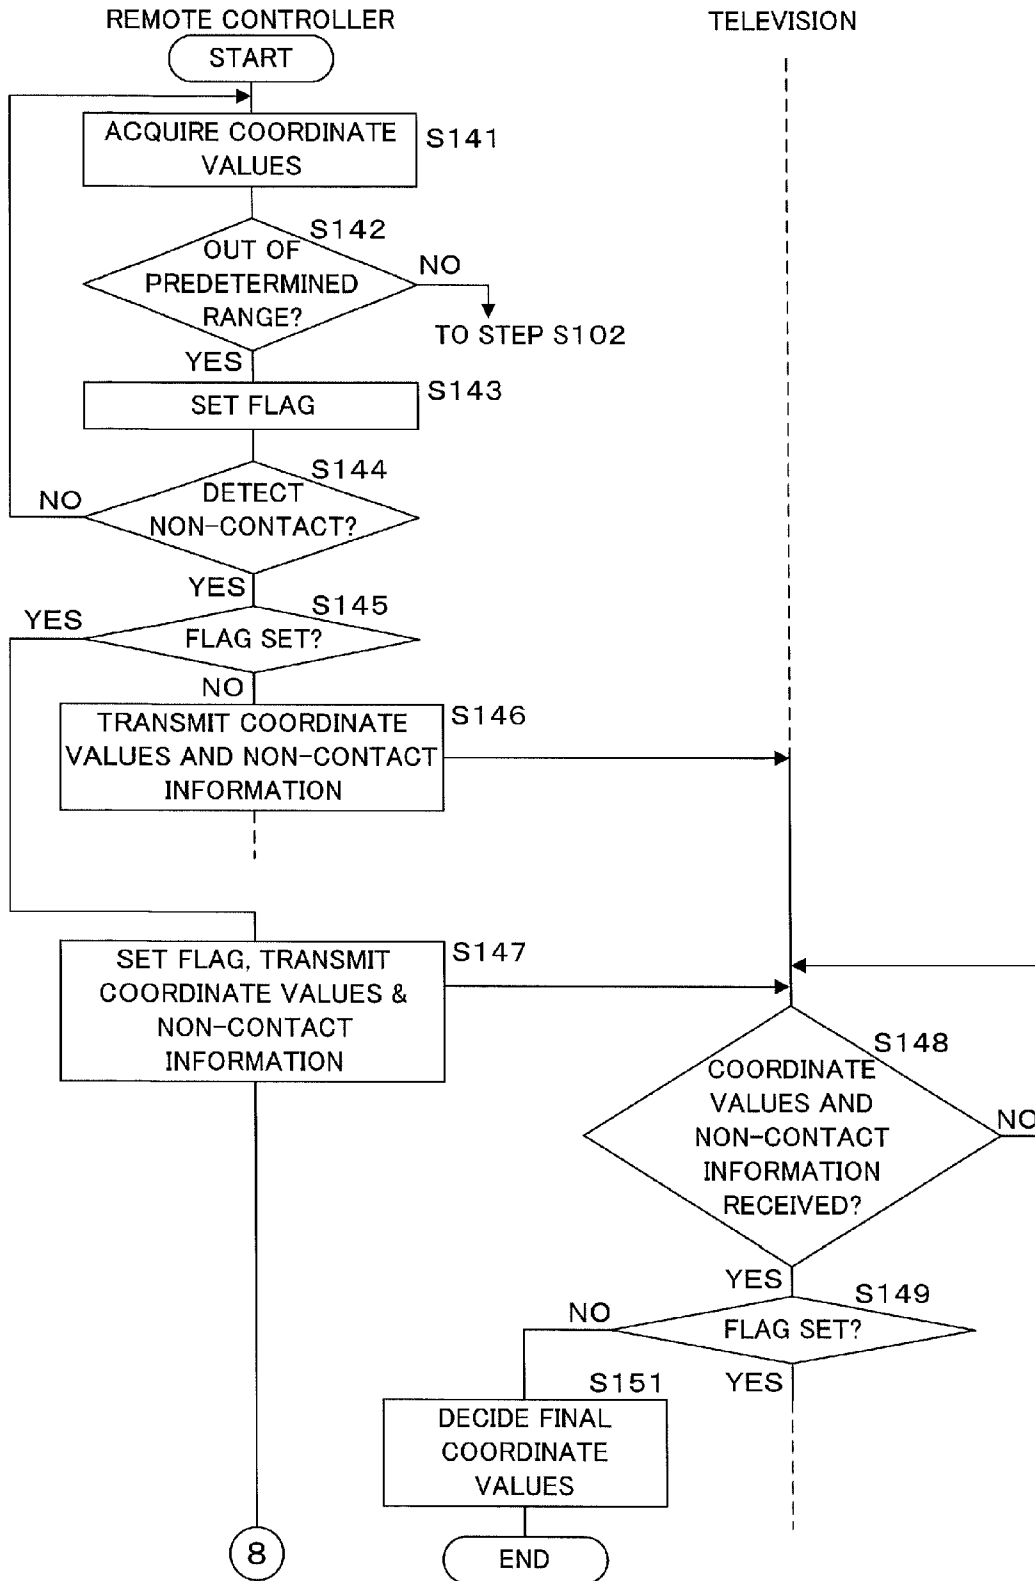 REMOTE CONTROLLER
TELEVISION
START
ACQUIRE COORDINATE
VALUES
S141
S142
OUT OF
PREDETERMINED
RANGE?
NO
TO STEP S102
YES
SET FLAG
S143
S144
DETECT
NON-CONTACT?
NO
YES
S145
YES
FLAG SET?
NO
TRANSMIT COORDINATE
VALUES AND NON-CONTACT
INFORMATION
S146
SET FLAG, TRANSMIT
COORDINATE VALUES &
NON-CONTACT
INFORMATION
S147
S148
COORDINATE
VALUES AND
NON-CONTACT
INFORMATION
RECEIVED?
NO
YES
S149
NO
FLAG SET?
YES
S151
DECIDE FINAL
COORDINATE
VALUES
8
END